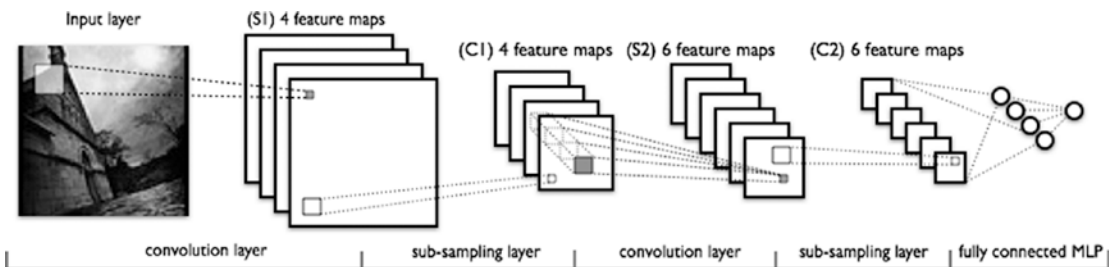 Input layer
(S1) 4 feature maps
(C1) 4 feature maps
(S2) 6 feature maps
(C2) 6 feature maps
convolution layer
sub-sampling layer
convolution layer
sub-sampling layer
fully connected MLP